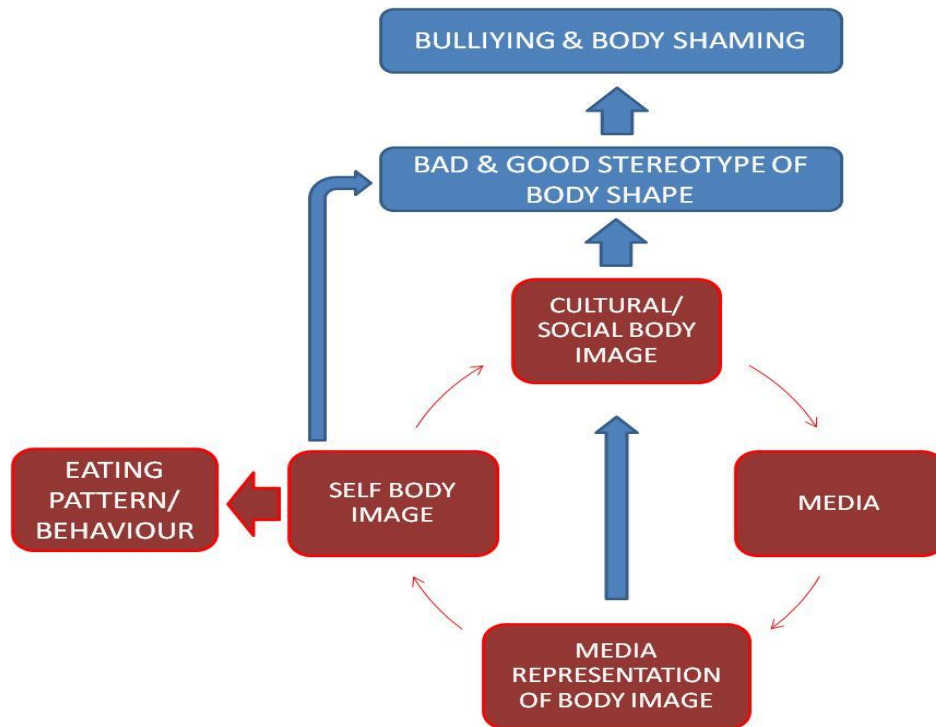 BULLIYING & BODY SHAMING
BAD & GOOD STEREOTYPE OF
BODY SHAPE
CULTURAL/
SOCIAL BODY
IMAGE
EATING
PATTERN/
BEHAVIOUR
SELF BODY
IMAGE
MEDIA
MEDIA
REPRESENTATION
OF BODY IMAGE